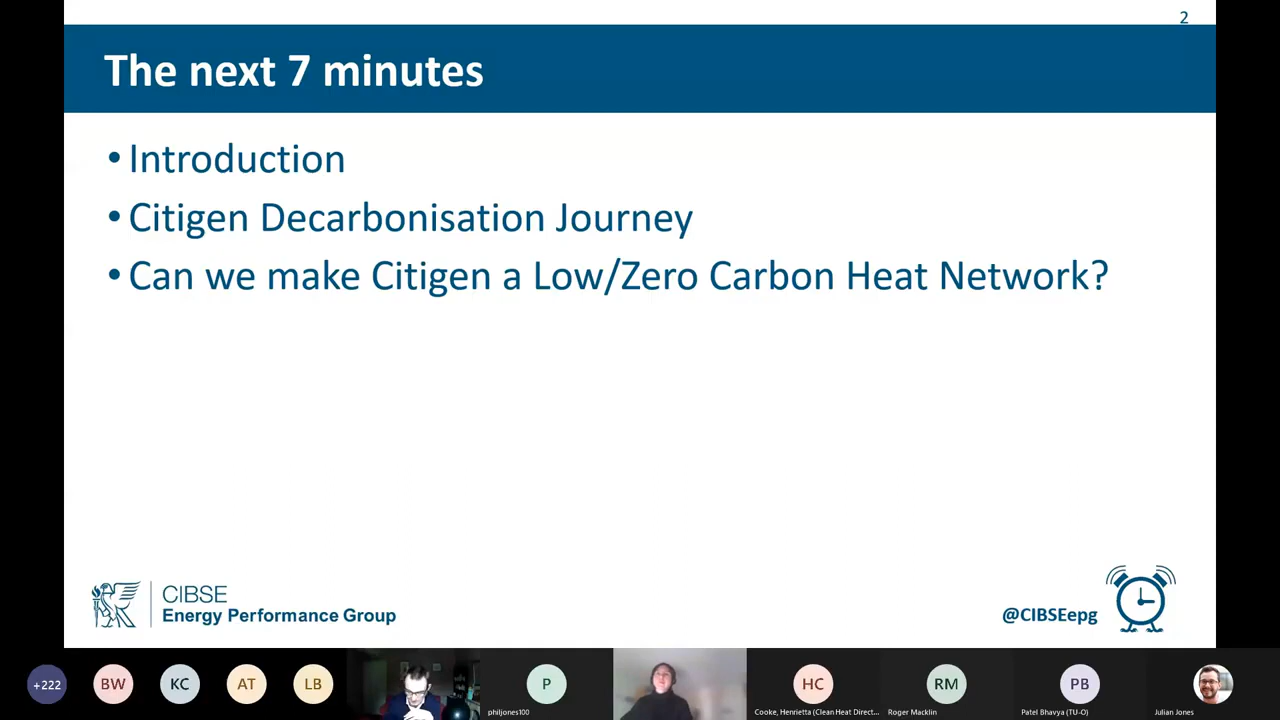 2
The next 7 minutes
• Introduction
• Citigen Decarbonisation Journey
• Can we make Citigen a Low/Zero Carbon Heat Network?
CIBSE
Energy Performance Group
@CIBSEepg
+222
BW
KC
AT
LB
P
HC
RM
PB
philjones100
Cooke, Henrietta (Clean Heat Direct...
Roger Macklin
Patel Bhavya (TU-O)
Julian Jones